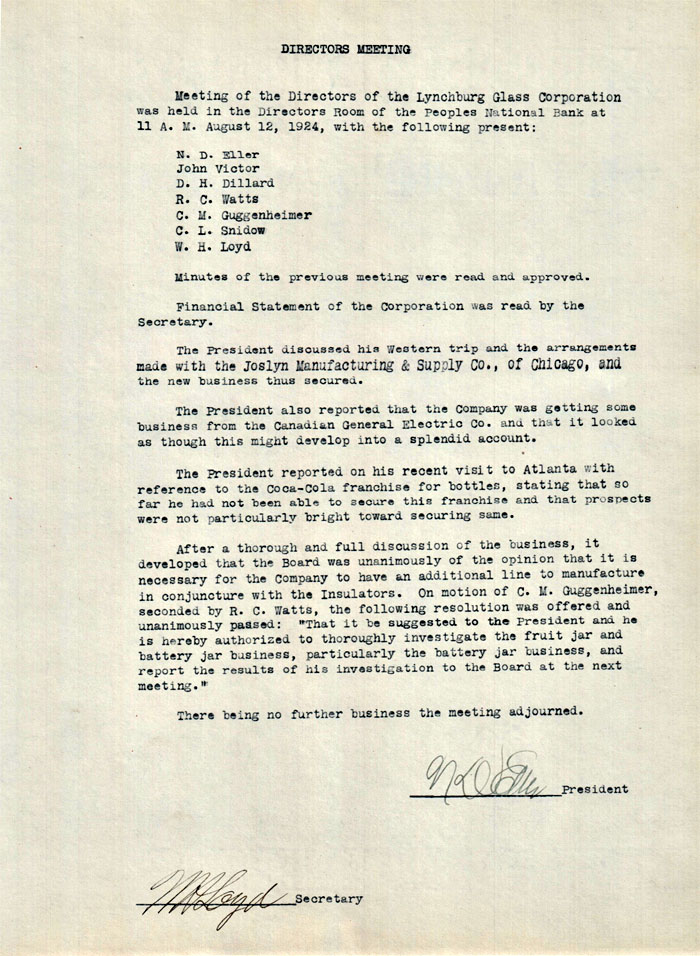 DIRECTORS MEETING
Meeting of the Directors of the Lynchburg Glass Corporation
was held in the Directors Room of the Peoples National Bank at
11 A. M. August 12, 1924, with the following present:
N. D. Eller
John Victor
D. H. Dillard
R. C. Watts
C. M. Guggenheimer
C. L. Snidow
W. H. Loyd
Minutes of the previous meeting were read and approved.
Financial Statement of the Corporation was read by the
Secretary.
The President discussed his Western trip and the arrangements
made with the Joslyn Manufacturing & Supply Co., of Chicago, and
the new business thus secured.
The President also reported that the Company was getting some
business from the Canadian General Electric Co. and that it looked
as though this might develop into a splendid account.
The President reported on his recent visit to Atlanta with
reference to the Coca-Cola franchise for bottles, stating that so
far he had not been able to secure this franchise and that prospects
were not particularly bright toward securing same.
After a thorough and full discussion of the business, it
developed that the Board was unanimously of the opinion that it is
necessary for the Company to have an additional line to manufacture
in conjuncture with the Insulators. On motion of C. M. Guggenheimer,
seconded by R. C. Watts, the following resolution was offered and
unanimously passed: "That it be suggested to the President and he
is hereby authorized to thoroughly investigate the fruit jar and
battery jar business, particularly the battery jar business, and
report the results of his investigation to the Board at the next
meeting."
There being no further business the meeting adjourned.
N D Eller President
W H Loyd Secretary